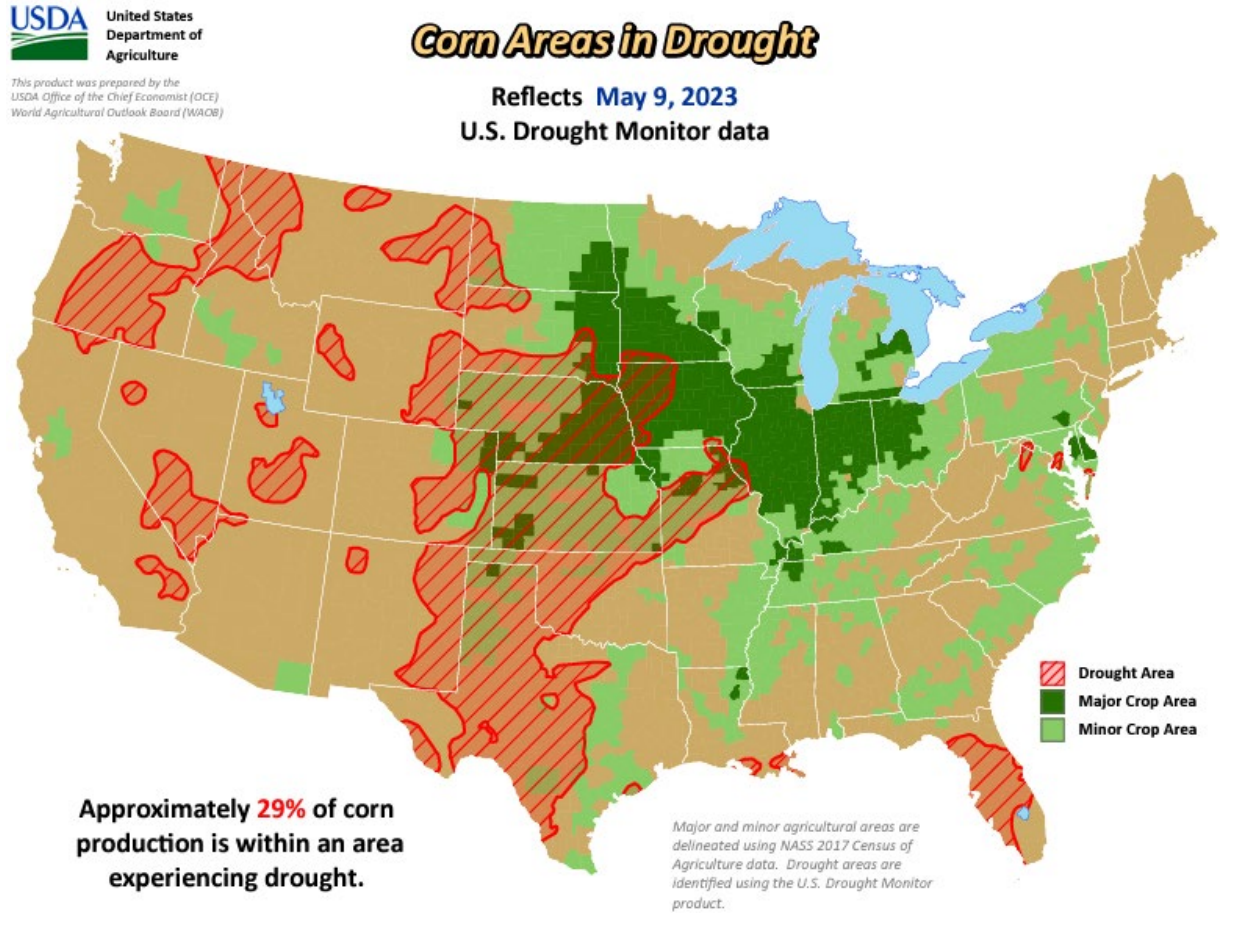 USDA
United States
Department of
Agriculture
This product was prepared by the
USDA Office of the Chief Economist (OCE)
World Agricultural Outlook Board (WAOB)
Corn Areas in Drought
Reflects May 9, 2023
U.S. Drought Monitor data
Drought Area
Major Crop Area
Minor Crop Area
Approximately 29% of corn
production is within an area
experiencing drought.
Major and minor agricultural areas are
delineated using NASS 2017 Census of
Agriculture data. Drought areas are
identified using the U.S. Drought Monitor
product.